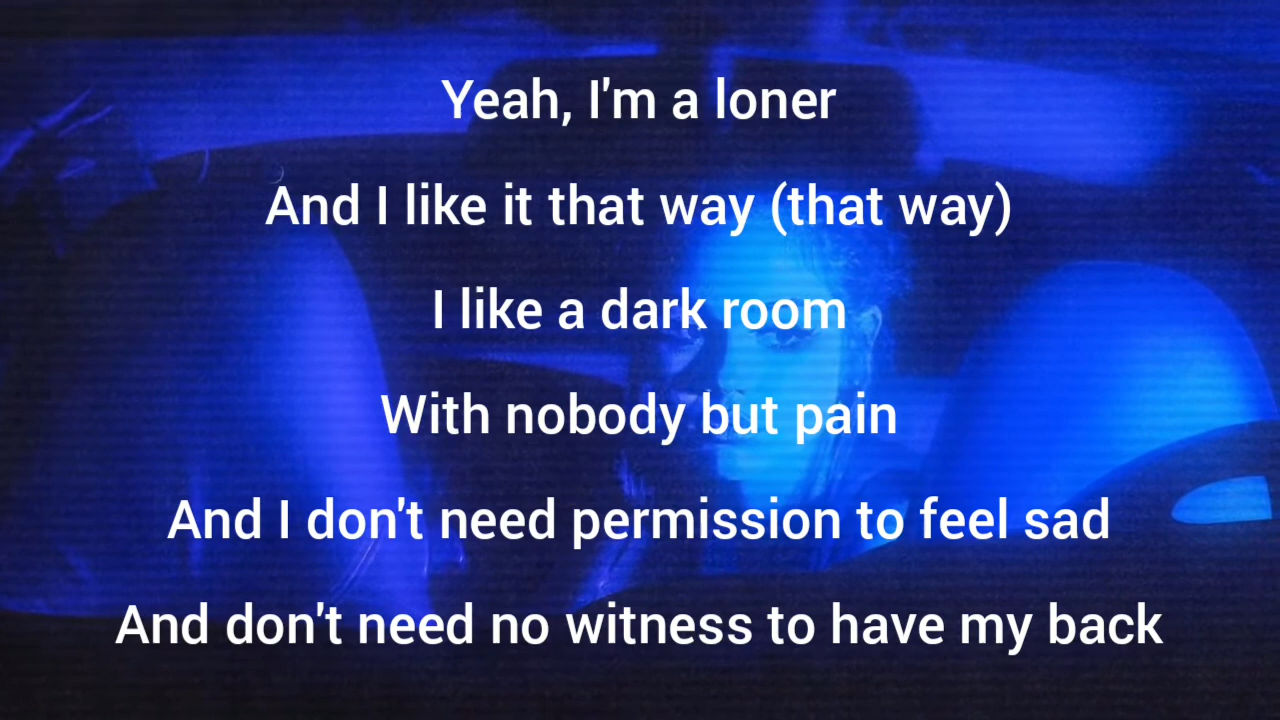 Yeah, I'm a loner
And I like it that way (that way)
I like a dark room
With nobody but pain
And I don't need permission to feel sad
And don't need no witness to have my back